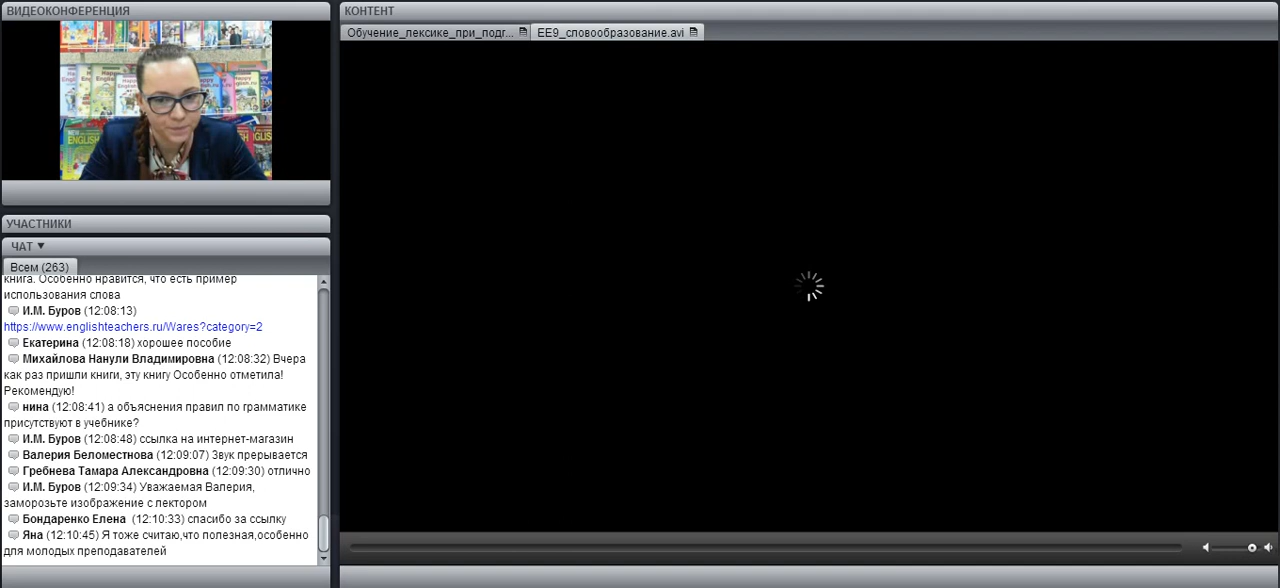 ВИДЕОКОНФЕРЕНЦИЯ
КОНТЕНТ
Обучение_лексике_при_подг...
EE9_словообразование.avi
Happy
English.ru
NEW
ENGLISH
УЧАСТНИКИ
ЧАТ ▼
Всем (263)
книга. Особенно нравится, что есть пример
использования слова
И.М. Буров (12:08:13)
https://www.englishteachers.ru/Wares?category=2
Екатерина (12:08:18) хорошее пособие
Михайлова Нанули Владимировна (12:08:32) Вчера
как раз пришли книги, эту книгу Особенно отметила!
Рекомендую!
нина (12:08:41) а объяснения правил по грамматике
присутствуют в учебнике?
И.М. Буров (12:08:48) ссылка на интернет-магазин
Валерия Беломестнова (12:09:07) Звук прерывается
Гребнева Тамара Александровна (12:09:30) отлично
И.М. Буров (12:09:34) Уважаемая Валерия,
заморозьте изображение с лектором
Бондаренко Елена (12:10:33) спасибо за ссылку
Яна (12:10:45) Я тоже считаю,что полезная,особенно
для молодых преподавателей